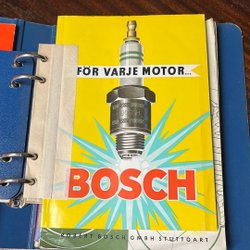 FÖR VARJE MOTOR...
BOSCH
ROBERT BOSCH GMBH STUTTGART